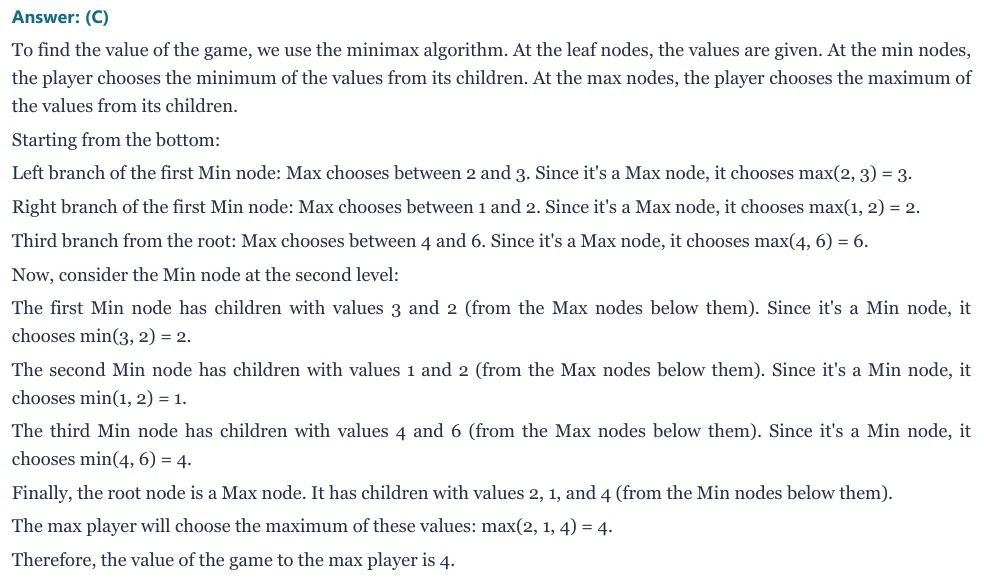 Answer: (C)
To find the value of the game, we use the minimax algorithm. At the leaf nodes, the values are given. At the min nodes,
the player chooses the minimum of the values from its children. At the max nodes, the player chooses the maximum of
the values from its children.
Starting from the bottom:
Left branch of the first Min node: Max chooses between 2 and 3. Since it's a Max node, it chooses max(2, 3) = 3.
Right branch of the first Min node: Max chooses between 1 and 2. Since it's a Max node, it chooses max(1, 2) = 2.
Third branch from the root: Max chooses between 4 and 6. Since it's a Max node, it chooses max(4, 6) = 6.
Now, consider the Min node at the second level:
The first Min node has children with values 3 and 2 (from the Max nodes below them). Since it's a Min node, it
chooses min(3, 2) = 2.
The second Min node has children with values 1 and 2 (from the Max nodes below them). Since it's a Min node, it
chooses min(1, 2) = 1.
The third Min node has children with values 4 and 6 (from the Max nodes below them). Since it's a Min node, it
chooses min(4, 6) = 4.
Finally, the root node is a Max node. It has children with values 2, 1, and 4 (from the Min nodes below them).
The max player will choose the maximum of these values: max(2, 1, 4) = 4.
Therefore, the value of the game to the max player is 4.